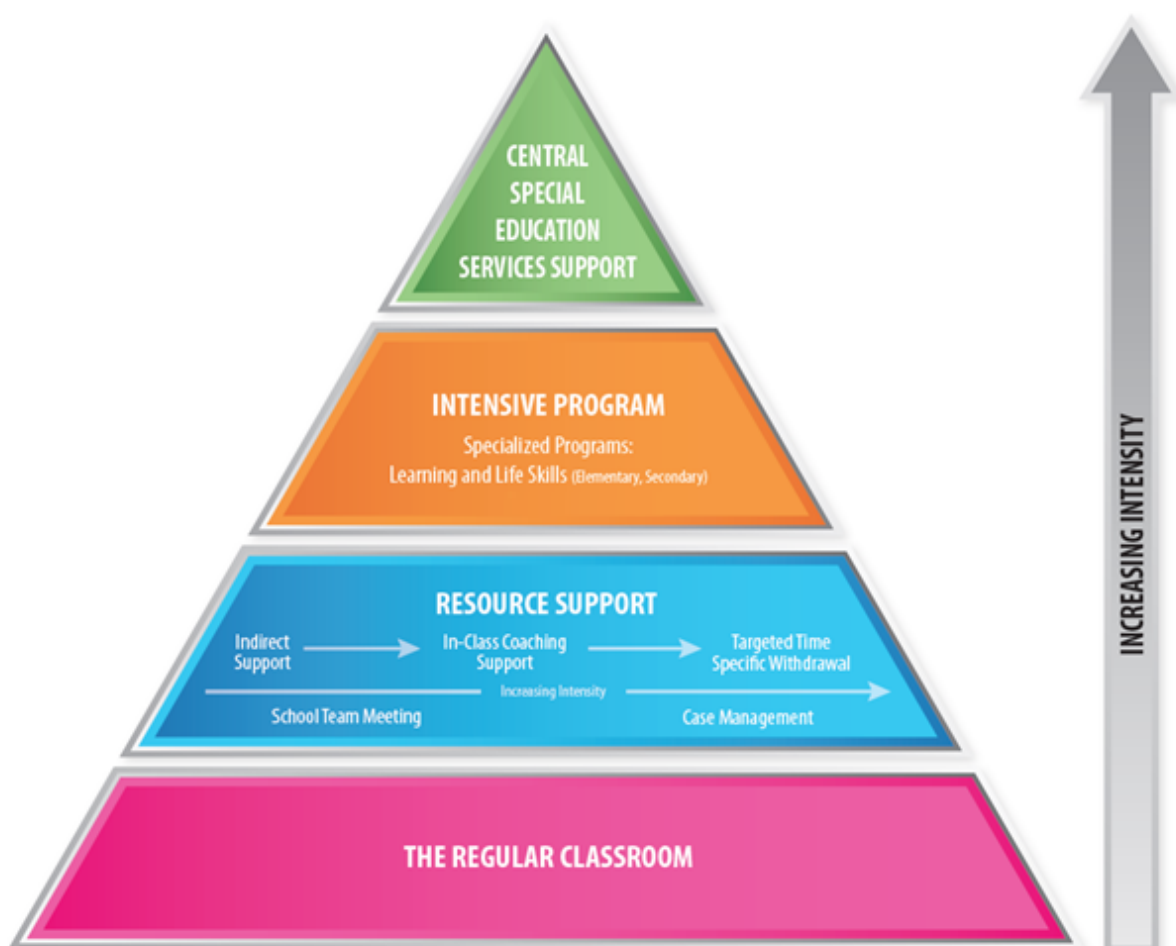 CENTRAL
SPECIAL
EDUCATION
SERVICES SUPPORT
INTENSIVE PROGRAM
Specialized Programs:
Learning and Life Skills (Elementary, Secondary)
RESOURCE SUPPORT
Indirect
Support
In-Class Coaching
Support
Targeted Time
Specific Withdrawal
Increasing Intensity
School Team Meeting
Case Management
THE REGULAR CLASSROOM
INCREASING INTENSITY